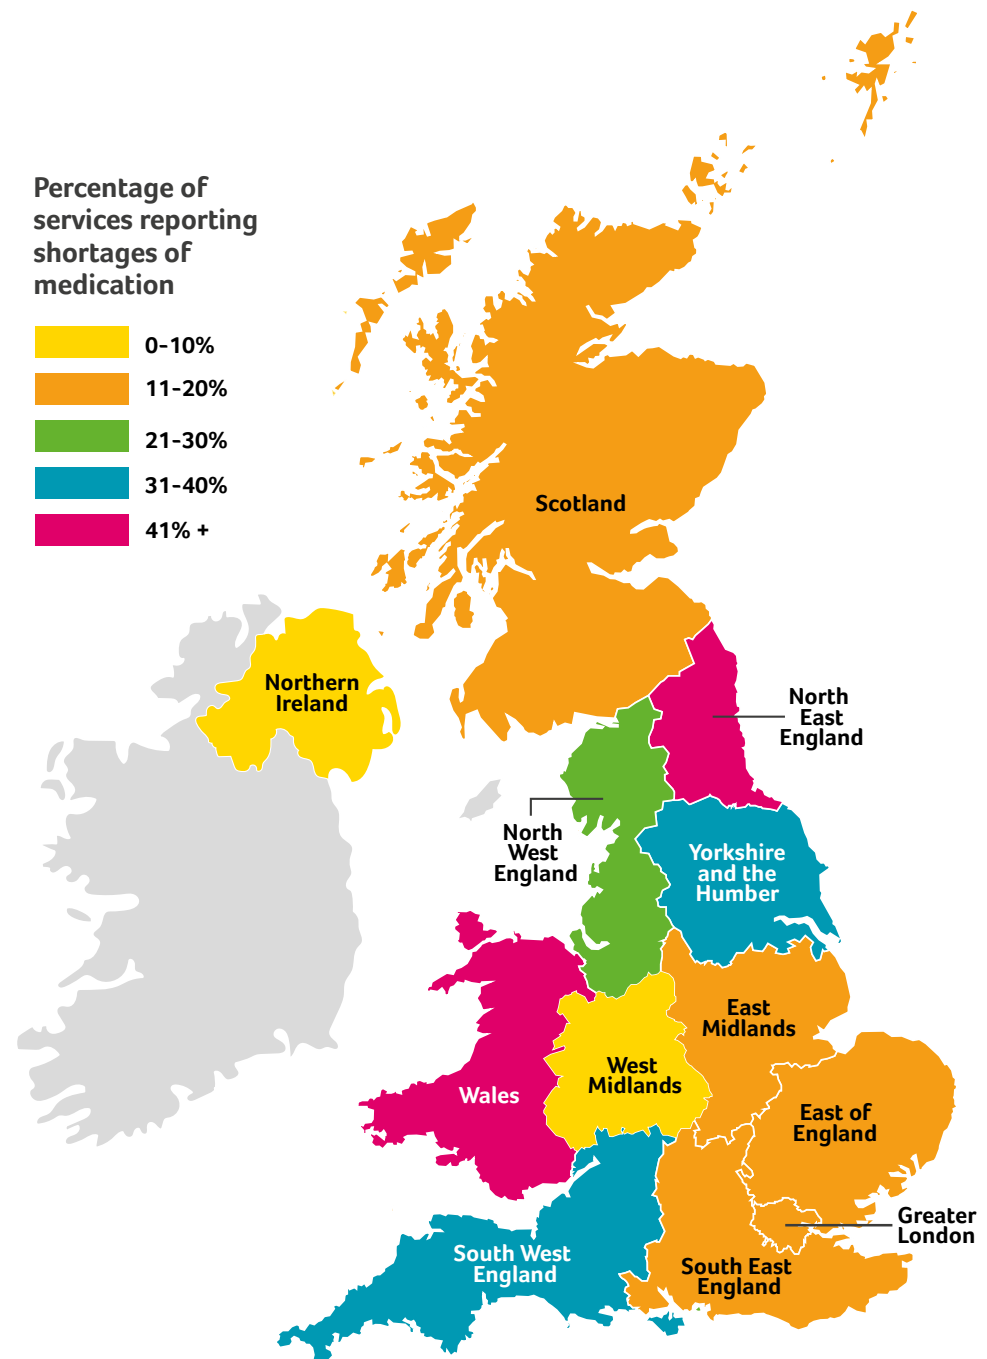 Percentage of
services reporting
shortages of
medication
0-10%
11-20%
21-30%
31-40%
41% +
Scotland
Northern
Ireland
North
East
England
North
West
England
Yorkshire
and the
Humber
East
Midlands
West
Midlands
Wales
East of
England
Greater
London
South West
England
South East
England